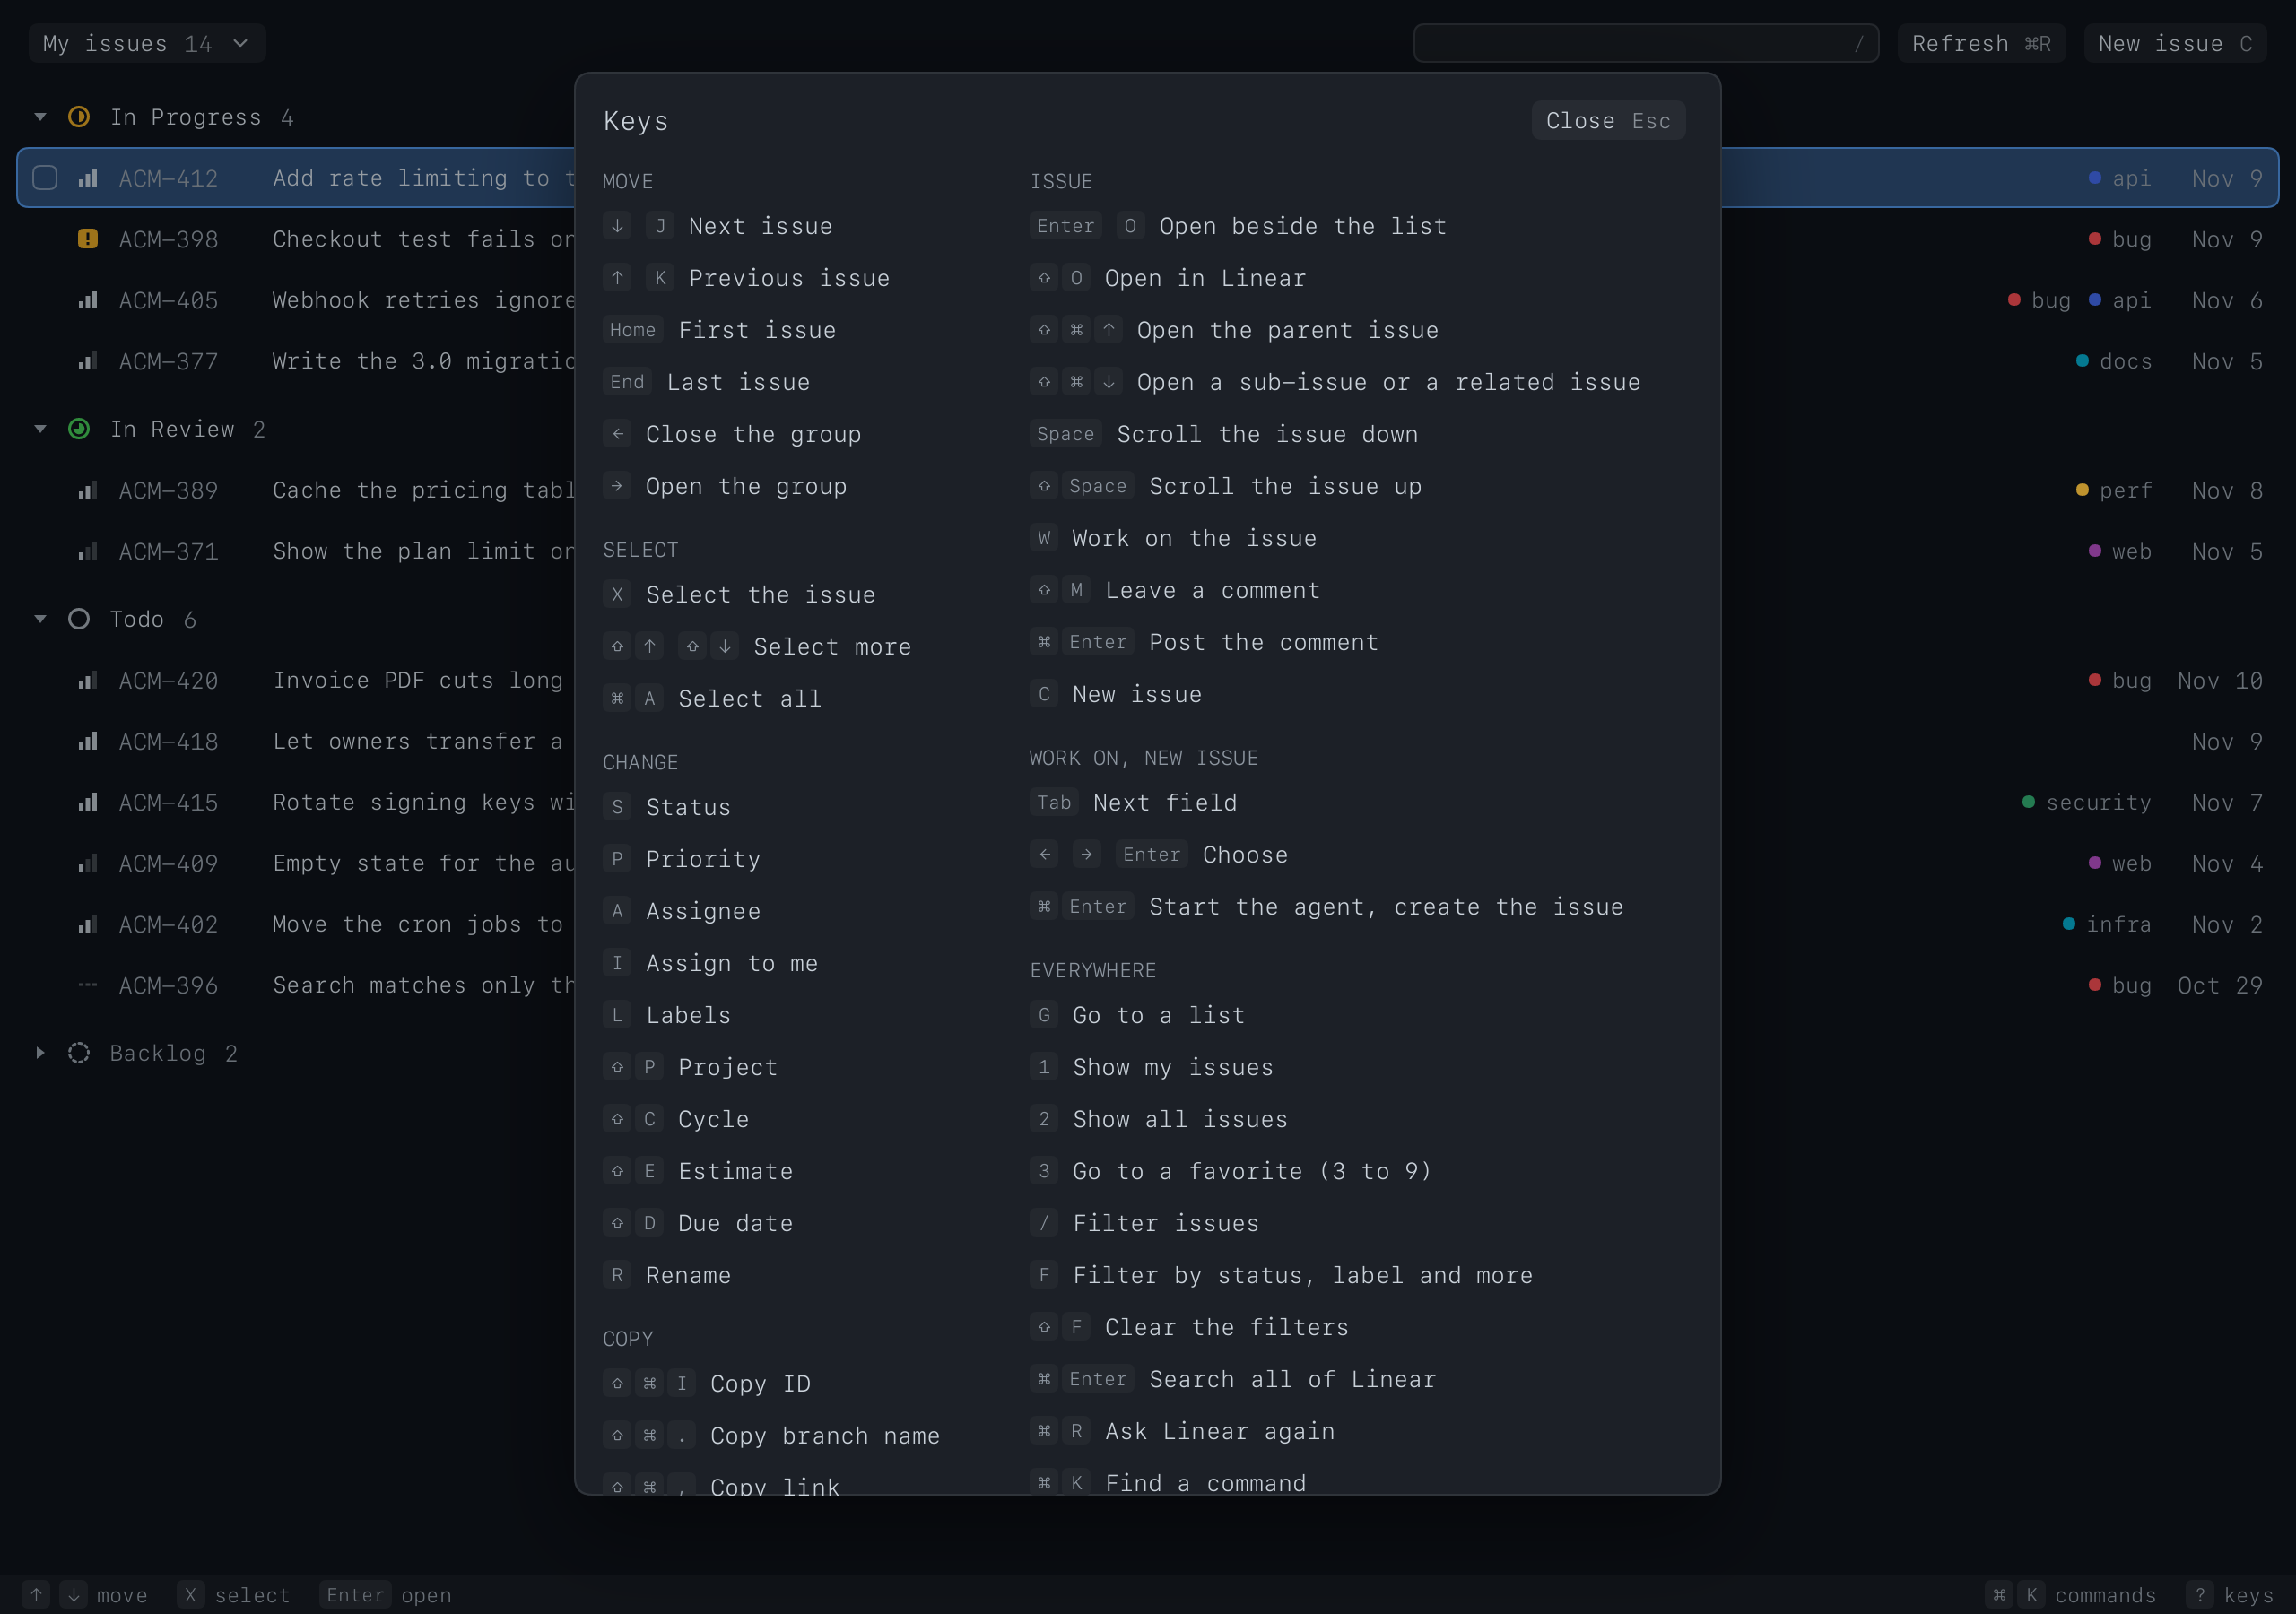 My issues 14
/
Refresh ⌘R
New issue C
In Progress 4
ACM-412 Add rate limiting to t api Nov 9
ACM-398 Checkout test fails on bug Nov 9
ACM-405 Webhook retries ignore bug api Nov 6
ACM-377 Write the 3.0 migratio docs Nov 5
In Review 2
ACM-389 Cache the pricing tabl perf Nov 8
ACM-371 Show the plan limit on web Nov 5
Todo 6
ACM-420 Invoice PDF cuts long bug Nov 10
ACM-418 Let owners transfer a Nov 9
ACM-415 Rotate signing keys wi security Nov 7
ACM-409 Empty state for the au web Nov 4
ACM-402 Move the cron jobs to infra Nov 2
ACM-396 Search matches only th bug Oct 29
Backlog 2
Keys
Close Esc
MOVE
↓ J Next issue
↑ K Previous issue
Home First issue
End Last issue
← Close the group
→ Open the group
SELECT
X Select the issue
⇧ ↑ ⇧ ↓ Select more
⌘ A Select all
CHANGE
S Status
P Priority
A Assignee
I Assign to me
L Labels
⇧ P Project
⇧ C Cycle
⇧ E Estimate
⇧ D Due date
R Rename
COPY
⇧ ⌘ I Copy ID
⇧ ⌘ . Copy branch name
⇧ ⌘ , Copy link
ISSUE
Enter O Open beside the list
⇧ O Open in Linear
⇧ ⌘ ↑ Open the parent issue
⇧ ⌘ ↓ Open a sub-issue or a related issue
Space Scroll the issue down
⇧ Space Scroll the issue up
W Work on the issue
⇧ M Leave a comment
⌘ Enter Post the comment
C New issue
WORK ON, NEW ISSUE
Tab Next field
← → Enter Choose
⌘ Enter Start the agent, create the issue
EVERYWHERE
G Go to a list
1 Show my issues
2 Show all issues
3 Go to a favorite (3 to 9)
/ Filter issues
F Filter by status, label and more
⇧ F Clear the filters
⌘ Enter Search all of Linear
⌘ R Ask Linear again
⌘ K Find a command
↑ ↓ move X select Enter open
⌘ K commands ? keys